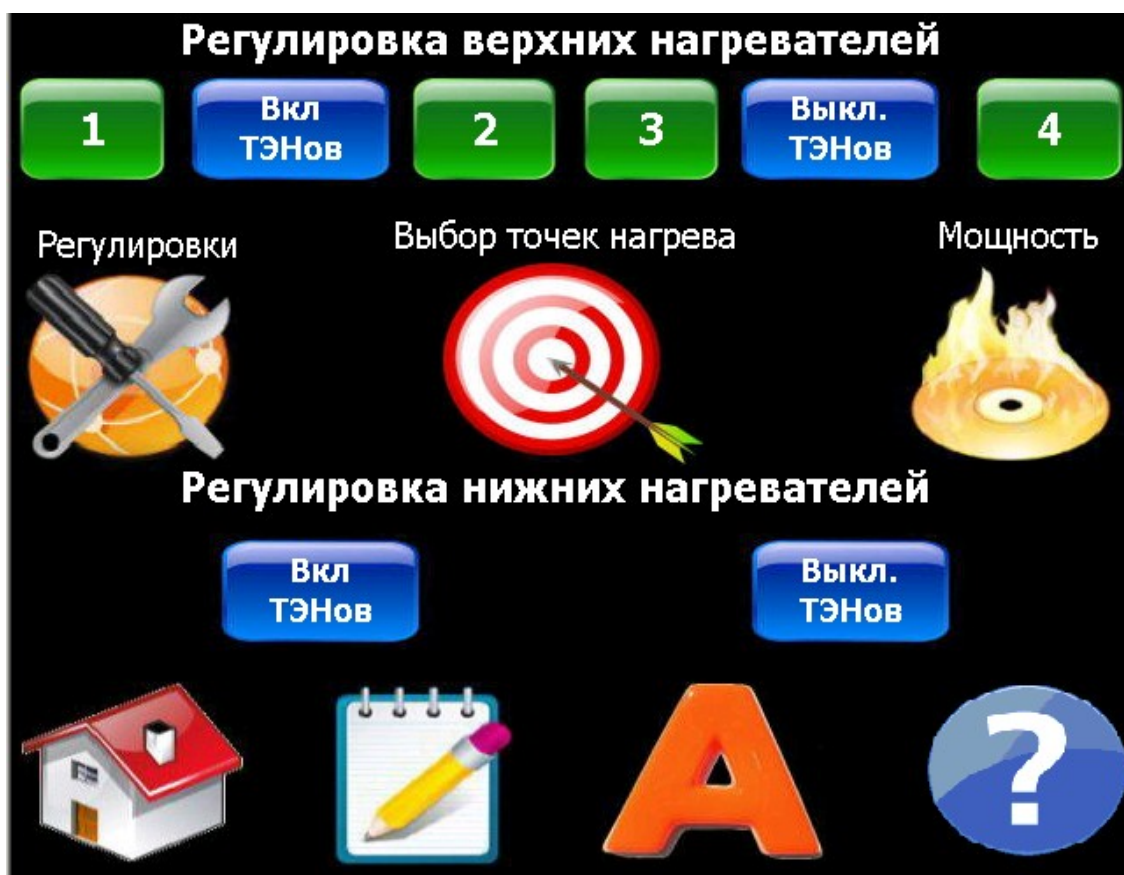 Регулировка верхних нагревателей
1
Вкл
ТЭНов
2
3
Выкл.
ТЭНов
4
Регулировки
Выбор точек нагрева
Мощность
Регулировка нижних нагревателей
Вкл
ТЭНов
Выкл.
ТЭНов
А
?